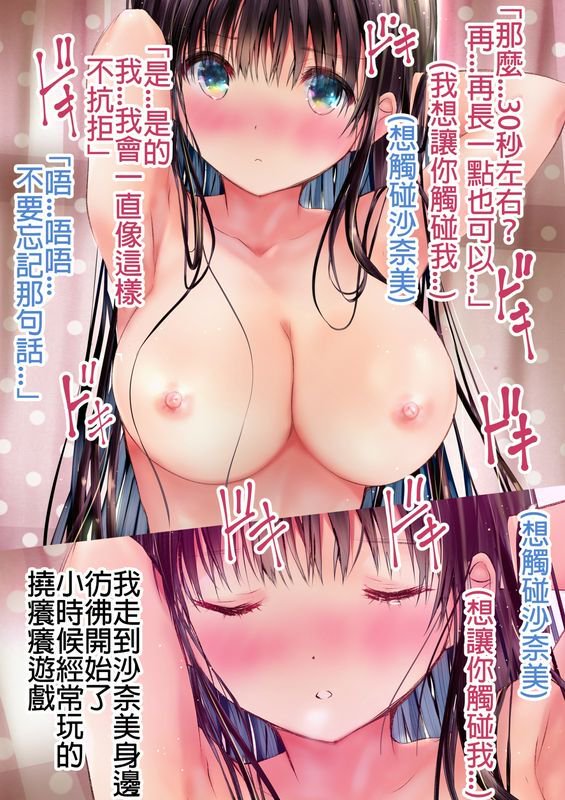 「那麼…30秒左右？
再…再長一點也可以…」
(我想讓你觸碰我…)
(想觸碰沙奈美)
「是…是的
我…我會一直像這樣
不抗拒」
「唔…唔唔…
不要忘記那句話…」
ドキ
ドキ
ドキ
ドキ
ドキ
ドキ
ドキ
(想觸碰沙奈美)
(想讓你觸碰我…)
我走到沙奈美身邊
彷彿開始了
小時候經常玩的
撓癢癢遊戲